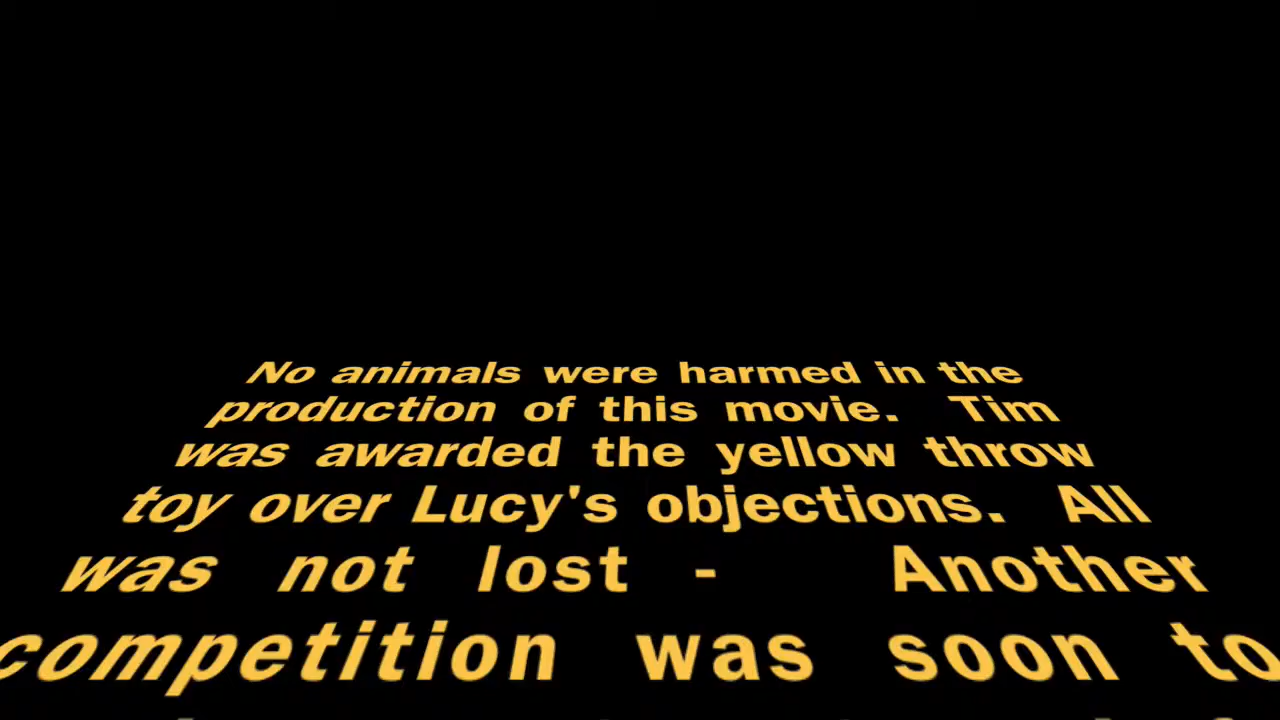 No animals were harmed in the
production of this movie. Tim
was awarded the yellow throw
toy over Lucy's objections. All
was not lost - Another
competition was soon to